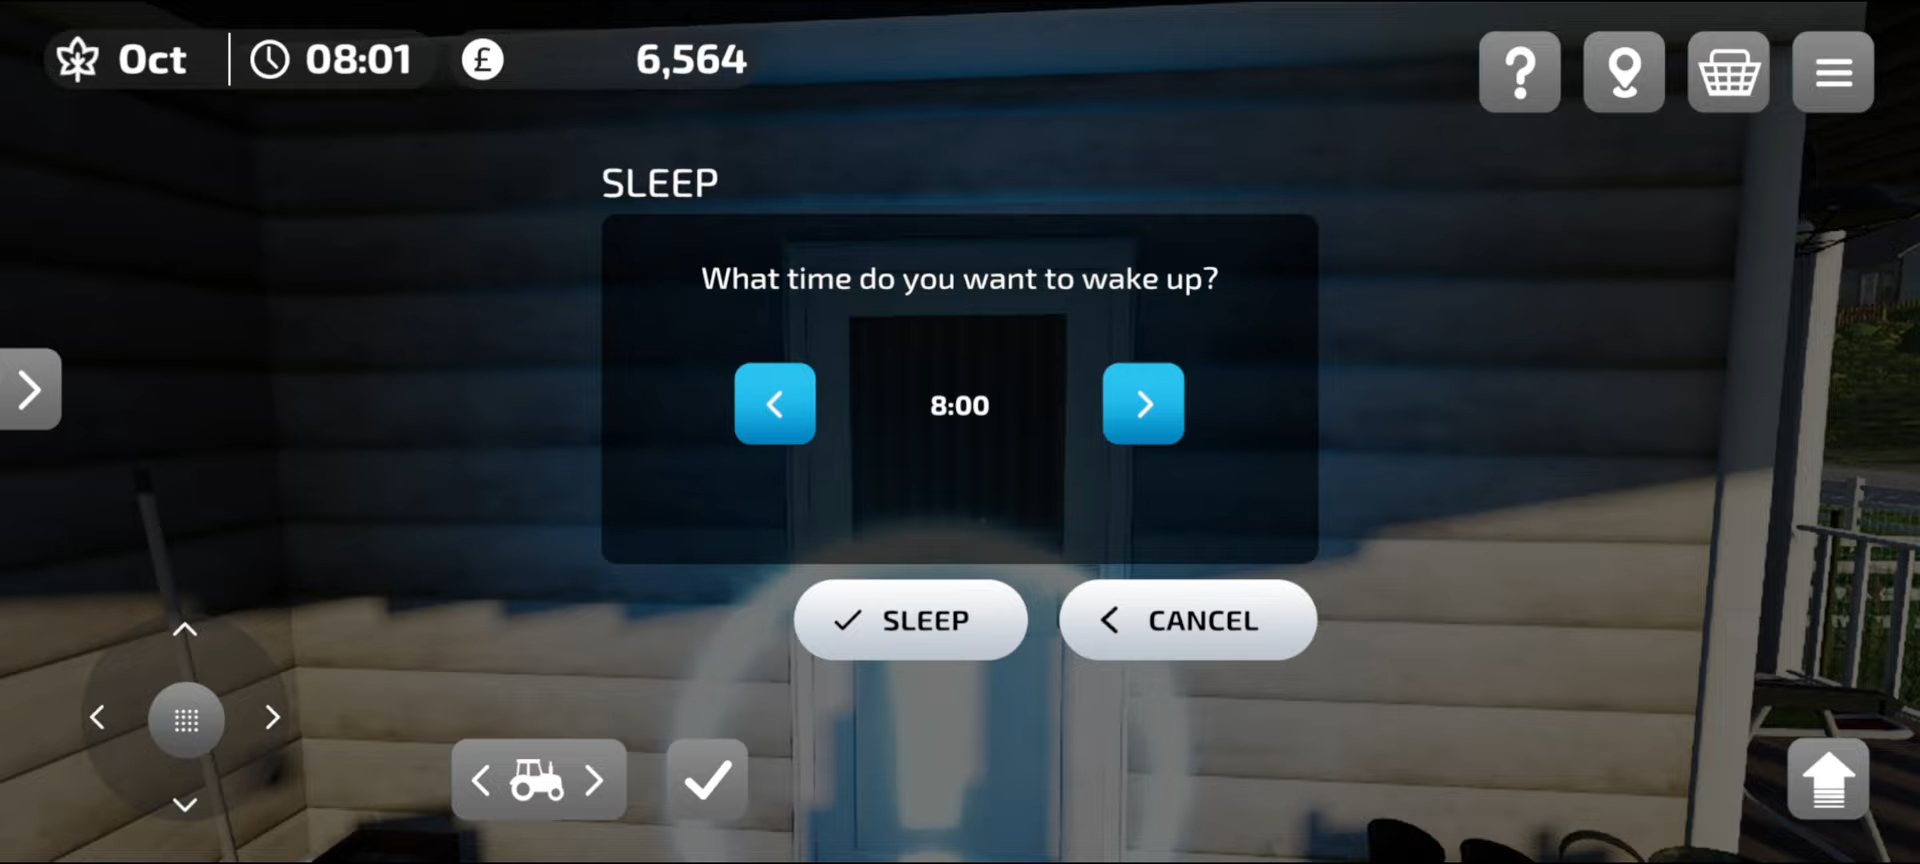 Oct 08:01 £ 6,564
?
SLEEP
What time do you want to wake up?
8:00
SLEEP CANCEL